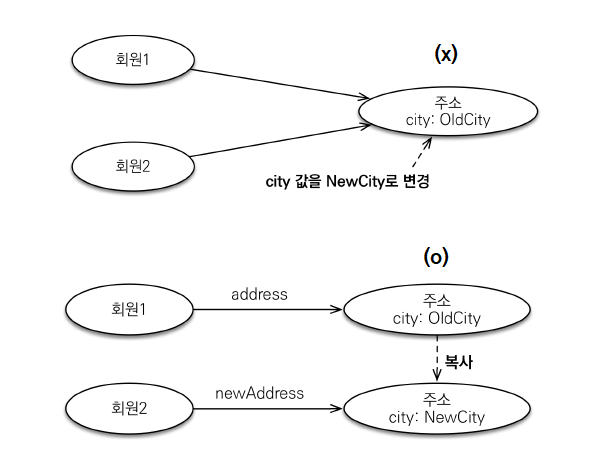 회원1
(x)
주소
city: OldCity
회원2
city 값을 NewCity로 변경
(o)
회원1
address
주소
city: OldCity
복사
회원2
newAddress
주소
city: NewCity